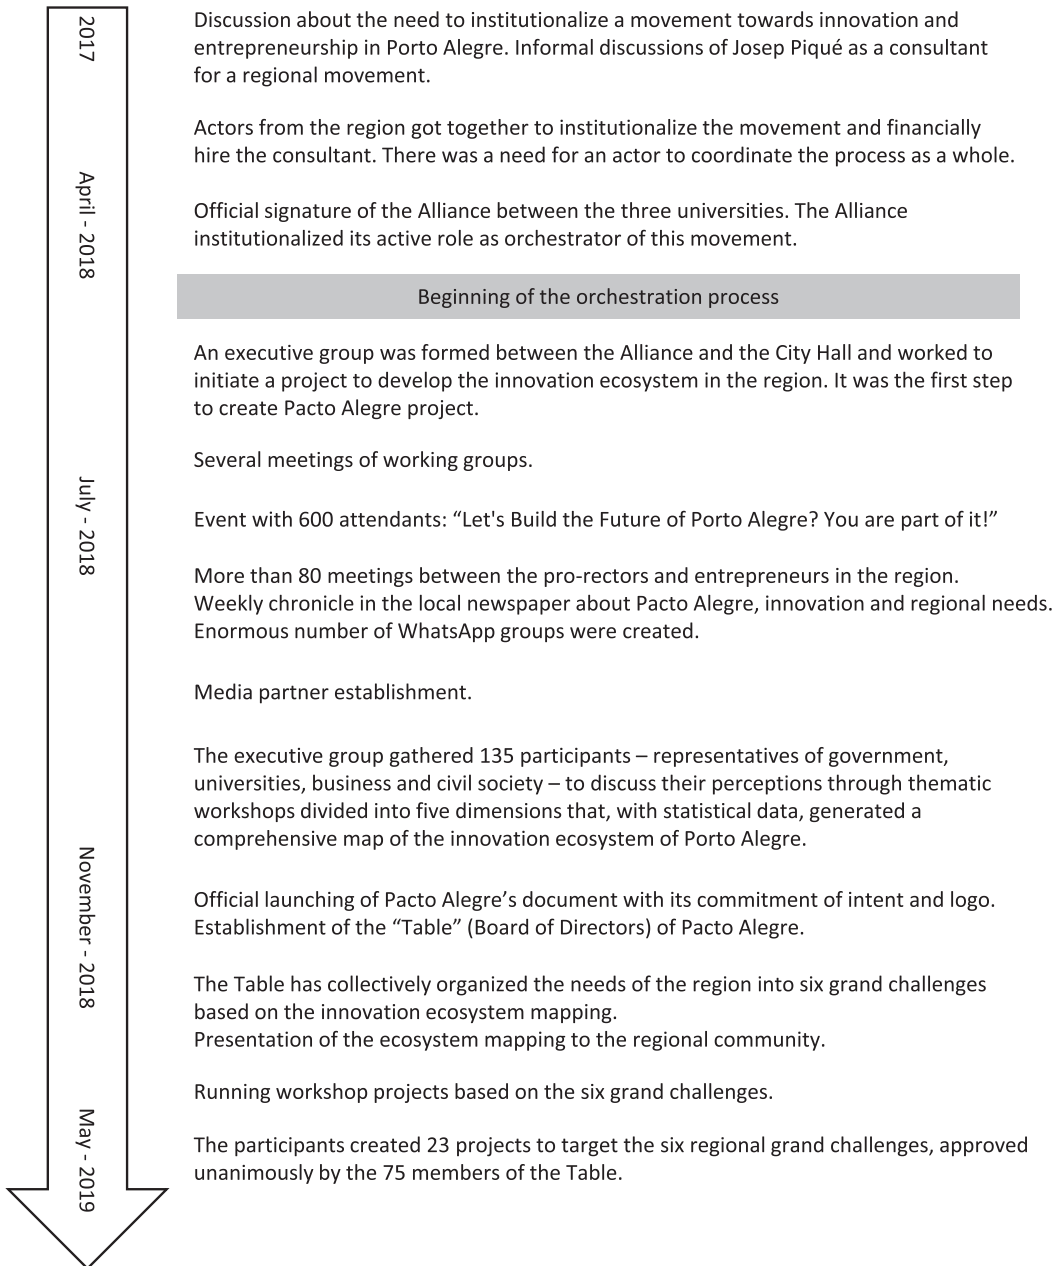 2017
Discussion about the need to institutionalize a movement towards innovation and
entrepreneurship in Porto Alegre. Informal discussions of Josep Piqué as a consultant
for a regional movement.
Actors from the region got together to institutionalize the movement and financially
hire the consultant. There was a need for an actor to coordinate the process as a whole.
April - 2018
Official signature of the Alliance between the three universities. The Alliance
institutionalized its active role as orchestrator of this movement.
Beginning of the orchestration process
An executive group was formed between the Alliance and the City Hall and worked to
initiate a project to develop the innovation ecosystem in the region. It was the first step
to create Pacto Alegre project.
Several meetings of working groups.
July - 2018
Event with 600 attendants: “Let's Build the Future of Porto Alegre? You are part of it!”
More than 80 meetings between the pro-rectors and entrepreneurs in the region.
Weekly chronicle in the local newspaper about Pacto Alegre, innovation and regional needs.
Enormous number of WhatsApp groups were created.
Media partner establishment.
The executive group gathered 135 participants – representatives of government,
universities, business and civil society – to discuss their perceptions through thematic
workshops divided into five dimensions that, with statistical data, generated a
comprehensive map of the innovation ecosystem of Porto Alegre.
November - 2018
Official launching of Pacto Alegre’s document with its commitment of intent and logo.
Establishment of the “Table” (Board of Directors) of Pacto Alegre.
The Table has collectively organized the needs of the region into six grand challenges
based on the innovation ecosystem mapping.
Presentation of the ecosystem mapping to the regional community.
Running workshop projects based on the six grand challenges.
May - 2019
The participants created 23 projects to target the six regional grand challenges, approved
unanimously by the 75 members of the Table.